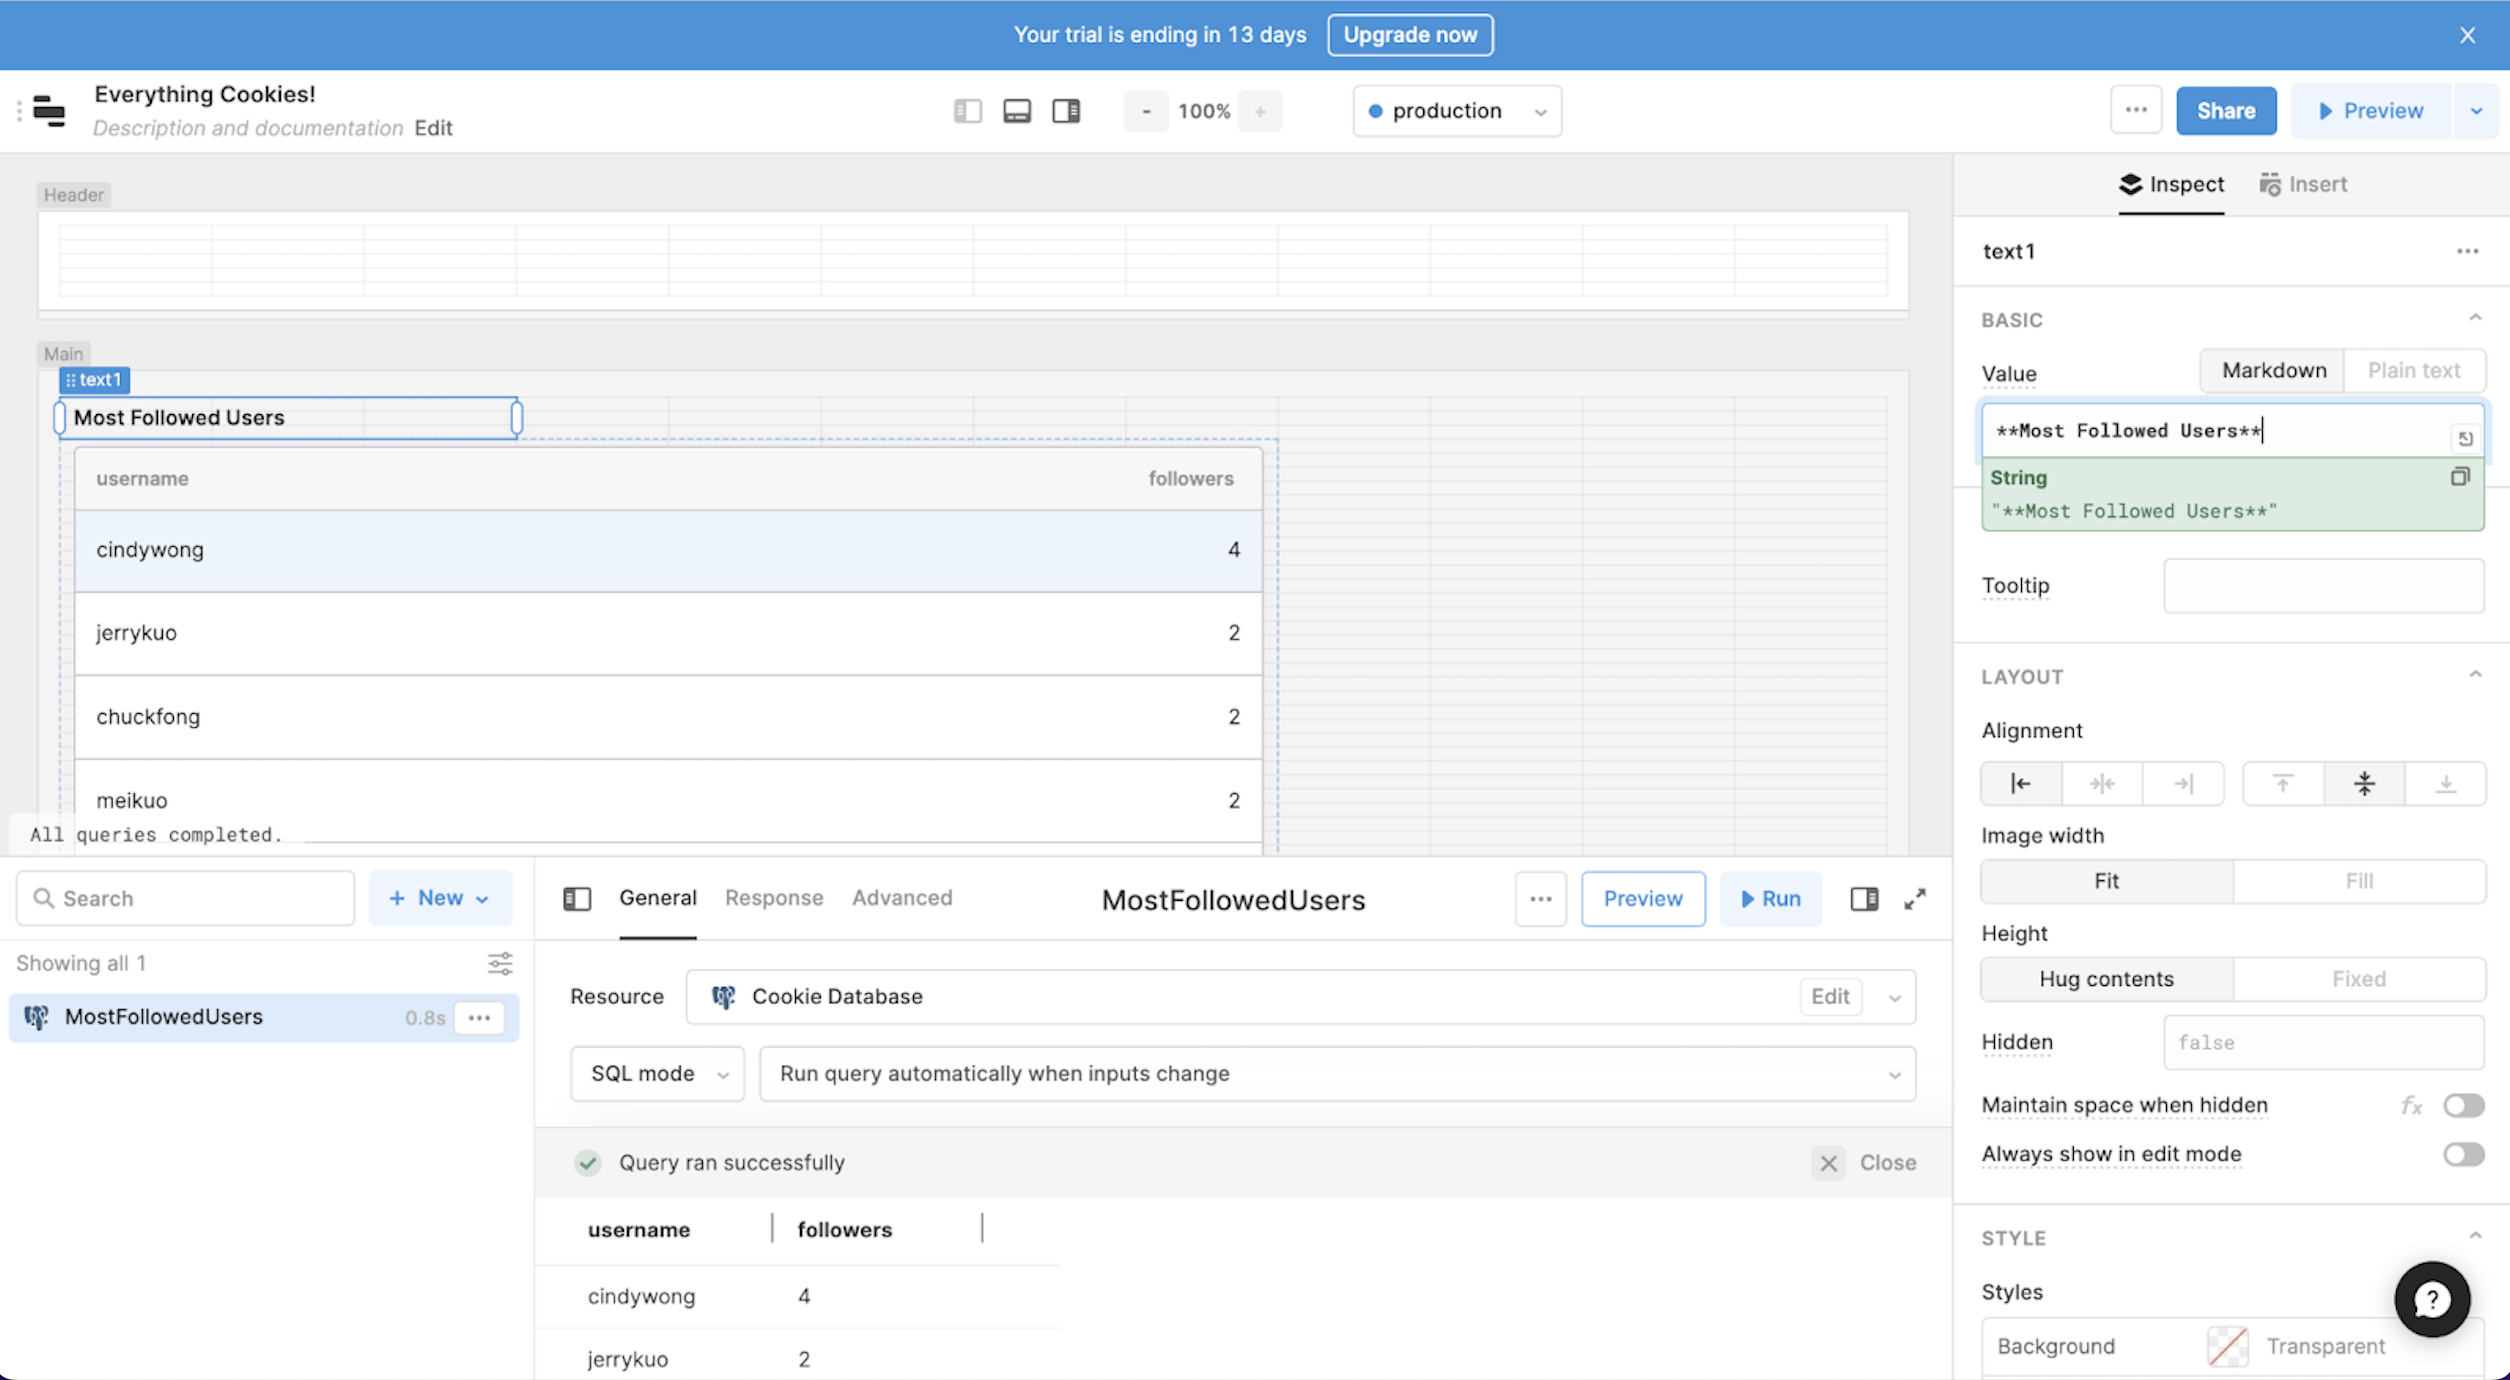 Your trial is ending in 13 days Upgrade now
Everything Cookies!
Description and documentation Edit
- 100% +
production
Share
Preview
Header
Main
text1
Most Followed Users
username followers
cindywong 4
jerrykuo 2
chuckfong 2
meikuo 2
All queries completed.
Inspect Insert
text1
BASIC
Value Markdown Plain text
**Most Followed Users**
String
"**Most Followed Users**"
Tooltip
LAYOUT
Alignment
Image width
Fit Fill
Height
Hug contents Fixed
Hidden false
Maintain space when hidden fx
Always show in edit mode
STYLE
Styles
Background Transparent
Search + New
Showing all 1
MostFollowedUsers 0.8s
General Response Advanced MostFollowedUsers Preview Run
Resource Cookie Database Edit
SQL mode Run query automatically when inputs change
Query ran successfully Close
username followers
cindywong 4
jerrykuo 2
?